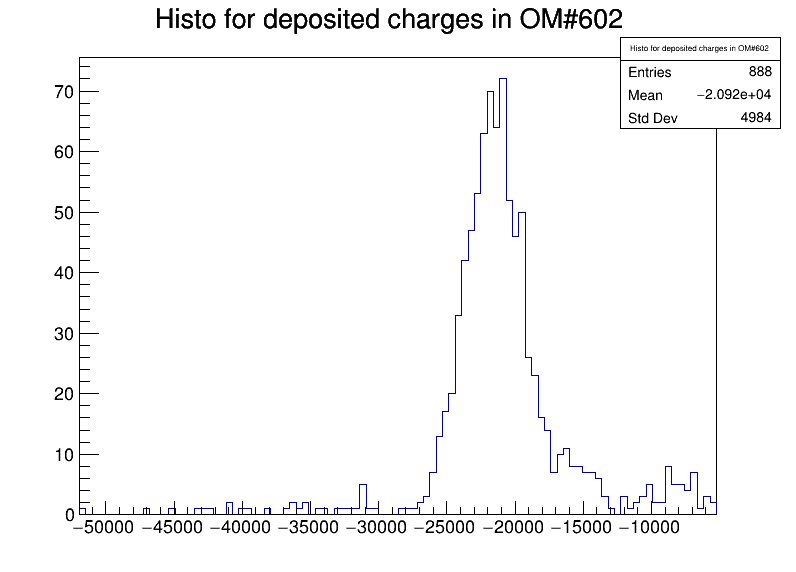 Histo for deposited charges in OM#602
Histo for deposited charges in OM#602
Entries 888
Mean −2.092e+04
Std Dev 4984
70
60
50
40
30
20
10
0
−50000 −45000 −40000 −35000 −30000 −25000 −20000 −15000 −10000